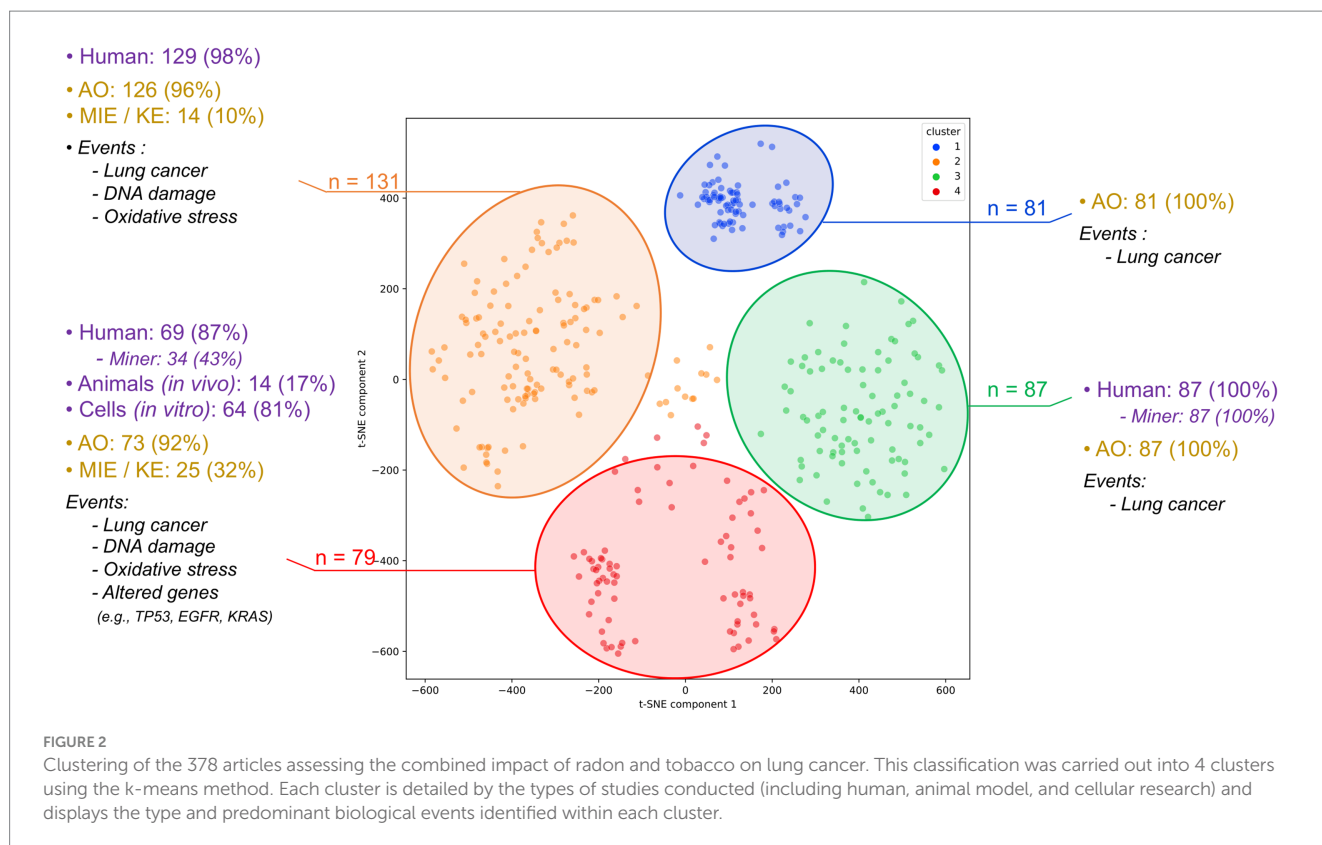 • Human: 129 (98%)
• AO: 126 (96%)
• MIE / KE: 14 (10%)
• Events :
- Lung cancer
- DNA damage
- Oxidative stress
n = 131
• Human: 69 (87%)
- Miner: 34 (43%)
• Animals (in vivo): 14 (17%)
• Cells (in vitro): 64 (81%)
• AO: 73 (92%)
• MIE / KE: 25 (32%)
Events:
- Lung cancer
- DNA damage
- Oxidative stress
- Altered genes
(e.g., TP53, EGFR, KRAS)
n = 79
cluster
1
2
3
4
400
200
0
−200
−400
−600
t-SNE component 2
−600 −400 −200 0 200 400 600
t-SNE component 1
n = 81
• AO: 81 (100%)
Events :
- Lung cancer
n = 87
• Human: 87 (100%)
- Miner: 87 (100%)
• AO: 87 (100%)
Events:
- Lung cancer
FIGURE 2
Clustering of the 378 articles assessing the combined impact of radon and tobacco on lung cancer. This classification was carried out into 4 clusters
using the k-means method. Each cluster is detailed by the types of studies conducted (including human, animal model, and cellular research) and
displays the type and predominant biological events identified within each cluster.